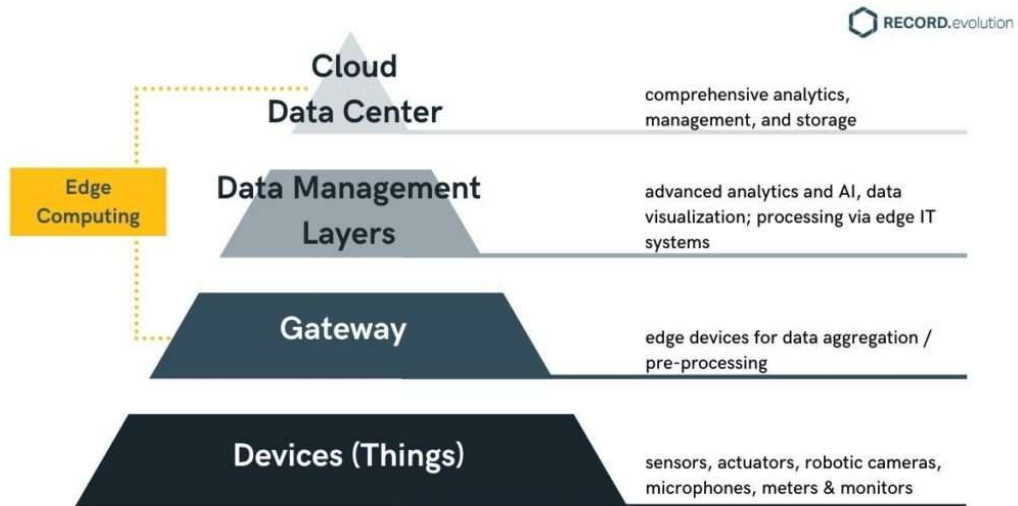 RECORD.evolution
Cloud
Data Center
comprehensive analytics,
management, and storage
Edge
Computing
Data Management
Layers
advanced analytics and AI, data
visualization; processing via edge IT
systems
Gateway
edge devices for data aggregation /
pre-processing
Devices (Things)
sensors, actuators, robotic cameras,
microphones, meters & monitors